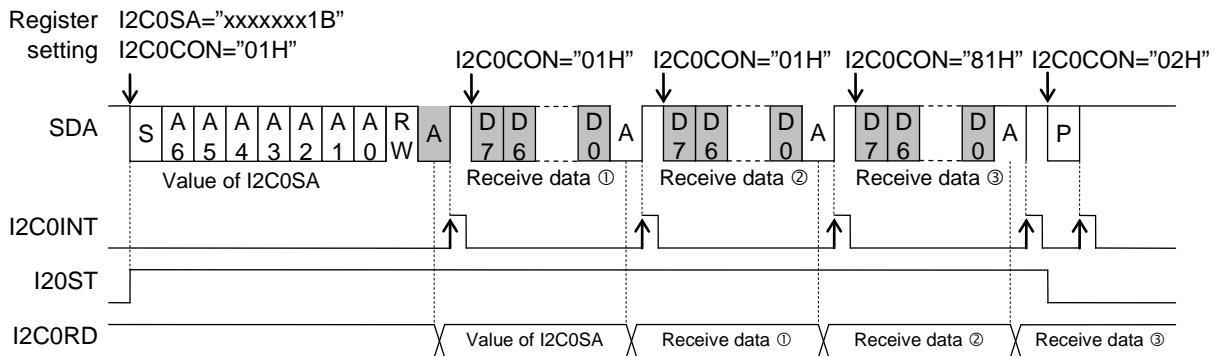 Register I2C0SA="xxxxxxx1B"
setting I2C0CON="01H"
I2C0CON="01H" I2C0CON="01H" I2C0CON="81H" I2C0CON="02H"
SDA S A6 A5 A4 A3 A2 A1 A0 RW A D7 D6 D0 A D7 D6 D0 A D7 D6 D0 A P
Value of I2C0SA Receive data ① Receive data ② Receive data ③
I2C0INT
I20ST
I2C0RD Value of I2C0SA Receive data ① Receive data ② Receive data ③